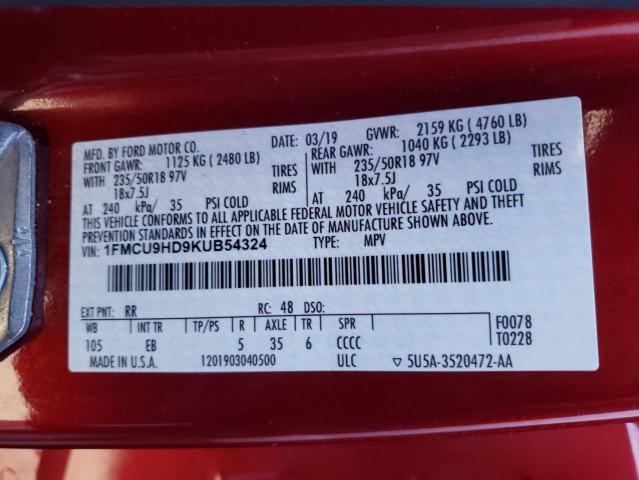 MFD. BY FORD MOTOR CO.
DATE: 03/19 GVWR: 2159 KG ( 4760 LB)
FRONT GAWR: 1125 KG ( 2480 LB) REAR GAWR: 1040 KG ( 2293 LB)
WITH 235/50R18 97V TIRES WITH 235/50R18 97V TIRES
18x7.5J RIMS 18x7.5J RIMS
AT 240 kPa/ 35 PSI COLD AT 240 kPa/ 35 PSI COLD
THIS VEHICLE CONFORMS TO ALL APPLICABLE FEDERAL MOTOR VEHICLE SAFETY AND THEFT
PREVENTION STANDARDS IN EFFECT ON THE DATE OF MANUFACTURE SHOWN ABOVE.
VIN: 1FMCU9HD9KUB54324 TYPE: MPV
EXT PNT: RR RC: 48 DSO: F0078
WB INT TR TP/PS R AXLE TR SPR T0228
105 EB 5 35 6 CCCC
MADE IN U.S.A. 1201903040500 ULC ▽ 5U5A-3520472-AA